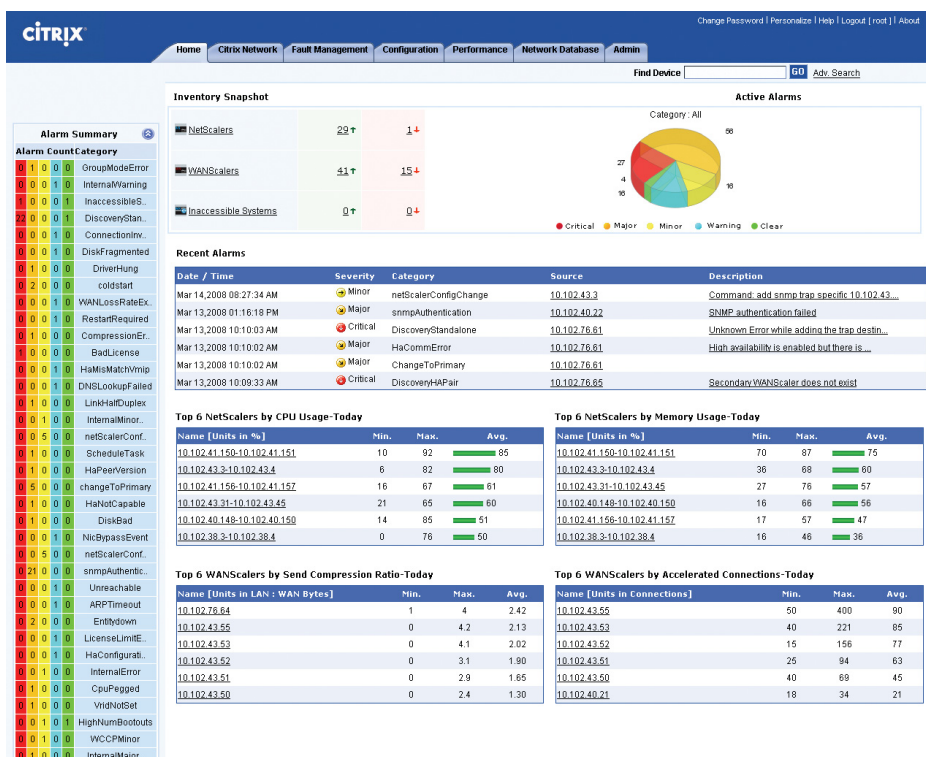 Change Password | Personalize | Help | Logout [ root ] | About
CİTRIX
Home Citrix Network Fault Management Configuration Performance Network Database Admin
Find Device GO Adv. Search
Alarm Summary
Alarm Count Category
0 1 0 0 0 GroupModeError
0 0 0 1 0 InternalWarning
1 0 0 0 1 InaccessibleS..
22 0 0 0 1 DiscoveryStan..
0 0 0 1 0 ConnectionInv..
0 0 0 1 0 DiskFragmented
0 1 0 0 0 DriverHung
0 2 0 0 0 coldstart
0 0 0 1 0 WANLossRateEx..
0 0 0 1 0 RestartRequired
0 1 0 0 0 CompressionEr..
1 0 0 0 0 BadLicense
0 0 0 1 0 HaMisMatchVmip
0 0 0 1 0 DNSLookupFailed
0 1 0 0 0 LinkHalfDuplex
0 0 1 0 0 InternalMinor..
0 0 5 0 0 netScalerConf..
0 1 0 0 0 ScheduleTask
0 1 0 0 0 HaPeerVersion
0 5 0 0 0 changeToPrimary
0 1 0 0 0 HaNotCapable
0 1 0 0 0 DiskBad
0 0 0 1 0 NicBypassEvent
0 0 5 0 0 netScalerConf..
0 21 0 0 0 snmpAuthentic..
0 0 0 1 0 Unreachable
0 0 0 1 0 ARPTimeout
0 2 0 0 0 Entitydown
0 0 0 1 0 LicenseLimitE..
0 0 0 1 0 HaConfigurati..
0 0 1 0 0 InternalError
0 1 0 0 0 CpuPegged
0 1 0 0 0 VridNotSet
0 0 1 0 1 HighNumBootouts
0 0 1 0 0 WCCPMinor
0 1 0 0 0 InternalMajor
Inventory Snapshot
NetScalers 29 1
WANScalers 41 15
Inaccessible Systems 0 0
Active Alarms
Category : All
56
27
4
16
16
Critical Major Minor Warning Clear
Recent Alarms
Date / Time Severity Category Source Description
Mar 14,2008 08:27:34 AM Minor netScalerConfigChange 10.102.43.3 Command: add snmp trap specific 10.102.43...
Mar 13,2008 01:16:18 PM Major snmpAuthentication 10.102.40.22 SNMP authentication failed
Mar 13,2008 10:10:03 AM Critical DiscoveryStandalone 10.102.76.61 Unknown Error while adding the trap destin...
Mar 13,2008 10:10:02 AM Major HaCommError 10.102.76.61 High availability is enabled but there is ...
Mar 13,2008 10:10:02 AM Major ChangeToPrimary 10.102.76.61
Mar 13,2008 10:09:33 AM Critical DiscoveryHAPair 10.102.76.65 Secondary WANScaler does not exist
Top 6 NetScalers by CPU Usage-Today
Name [Units in %] Min. Max. Avg.
10.102.41.150-10.102.41.151 10 92 85
10.102.43.3-10.102.43.4 6 82 80
10.102.41.156-10.102.41.157 16 67 61
10.102.43.31-10.102.43.45 21 65 60
10.102.40.148-10.102.40.150 14 85 51
10.102.38.3-10.102.38.4 0 76 50
Top 6 NetScalers by Memory Usage-Today
Name [Units in %] Min. Max. Avg.
10.102.41.150-10.102.41.151 70 87 75
10.102.43.3-10.102.43.4 36 68 60
10.102.43.31-10.102.43.45 27 76 57
10.102.40.148-10.102.40.150 16 66 56
10.102.41.156-10.102.41.157 17 57 47
10.102.38.3-10.102.38.4 16 46 36
Top 6 WANScalers by Send Compression Ratio-Today
Name [Units in LAN : WAN Bytes] Min. Max. Avg.
10.102.76.64 1 4 2.42
10.102.43.55 0 4.2 2.13
10.102.43.53 0 4.1 2.02
10.102.43.52 0 3.1 1.90
10.102.43.51 0 2.9 1.65
10.102.43.50 0 2.4 1.30
Top 6 WANScalers by Accelerated Connections-Today
Name [Units in Connections] Min. Max. Avg.
10.102.43.55 50 400 90
10.102.43.53 40 221 85
10.102.43.52 15 156 77
10.102.43.51 25 94 63
10.102.43.50 40 69 45
10.102.40.21 18 34 21